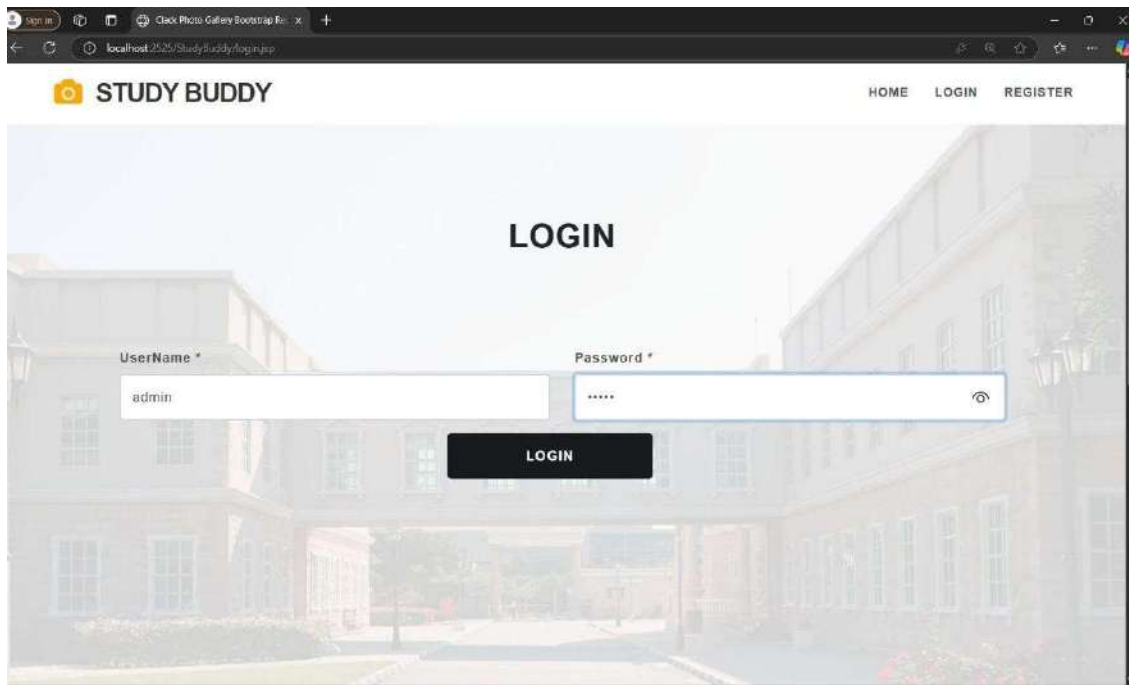 Sign in
Clack Photo Gallery Bootstrap Re
localhost:2525/StudyBuddy/login.jsp
STUDY BUDDY
HOME LOGIN REGISTER
LOGIN
UserName * Password *
admin •••••
LOGIN